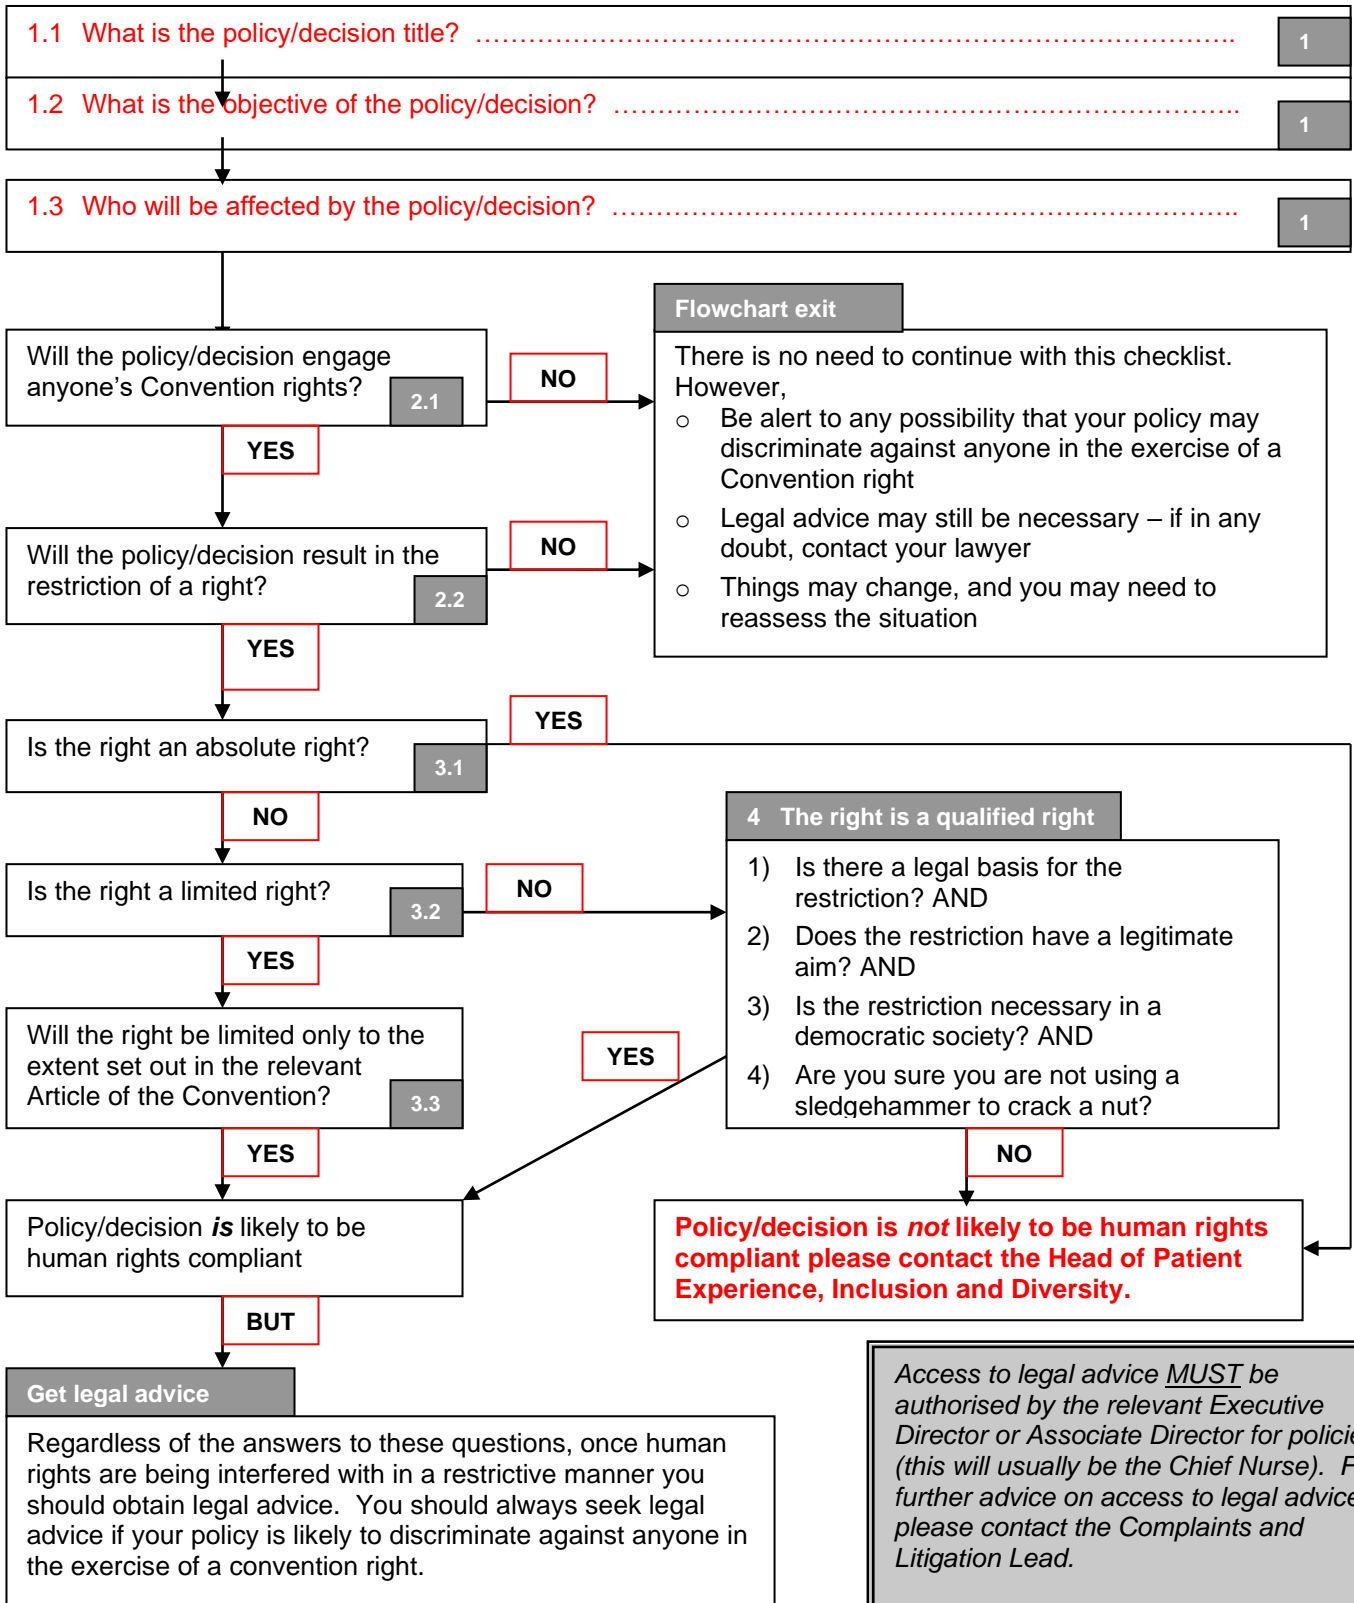 1.1 What is the policy/decision title? ……………………………………………………………………………….
1
1.2 What is the objective of the policy/decision? …………………………………………………………………..
1
1.3 Who will be affected by the policy/decision? …………………………………………………………………..
1
Will the policy/decision engage
anyone’s Convention rights?
2.1
NO
YES
Flowchart exit
There is no need to continue with this checklist.
However,
o Be alert to any possibility that your policy may
discriminate against anyone in the exercise of a
Convention right
o Legal advice may still be necessary – if in any
doubt, contact your lawyer
o Things may change, and you may need to
reassess the situation
Will the policy/decision result in the
restriction of a right?
2.2
NO
YES
Is the right an absolute right?
3.1
YES
NO
Is the right a limited right?
3.2
NO
YES
4 The right is a qualified right
1) Is there a legal basis for the
restriction? AND
2) Does the restriction have a legitimate
aim? AND
3) Is the restriction necessary in a
democratic society? AND
4) Are you sure you are not using a
sledgehammer to crack a nut?
YES
NO
Will the right be limited only to the
extent set out in the relevant
Article of the Convention?
3.3
YES
Policy/decision is likely to be
human rights compliant
Policy/decision is not likely to be human rights
compliant please contact the Head of Patient
Experience, Inclusion and Diversity.
BUT
Get legal advice
Regardless of the answers to these questions, once human
rights are being interfered with in a restrictive manner you
should obtain legal advice. You should always seek legal
advice if your policy is likely to discriminate against anyone in
the exercise of a convention right.
Access to legal advice MUST be
authorised by the relevant Executive
Director or Associate Director for policie
(this will usually be the Chief Nurse). F
further advice on access to legal advice
please contact the Complaints and
Litigation Lead.